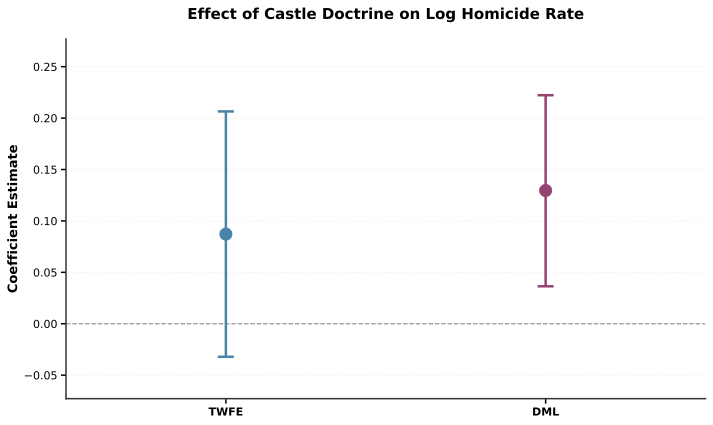 Effect of Castle Doctrine on Log Homicide Rate
Coefficient Estimate
0.25
0.20
0.15
0.10
0.05
0.00
−0.05
TWFE
DML